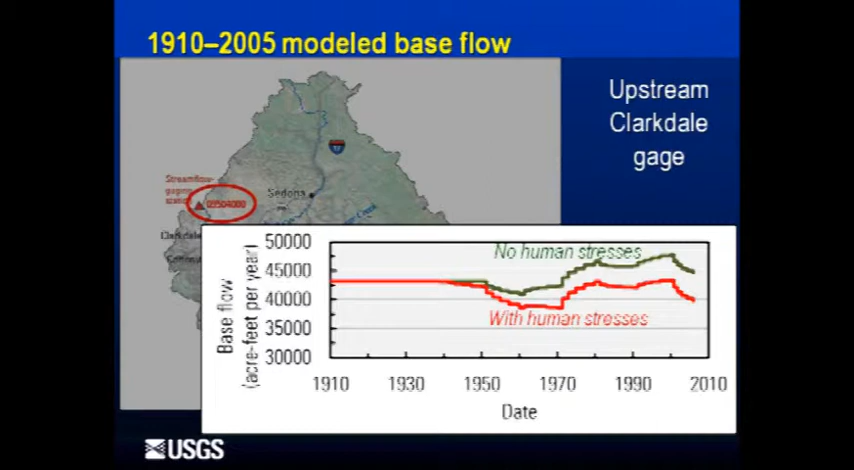 1910–2005 modeled base flow
Upstream
Clarkdale
gage
Streamflow-
gaging
station
09504000
Sedona
Clarkdale
Creek
50000
45000
40000
35000
30000
Base flow
(acre-feet per year)
No human stresses
With human stresses
1910
1930
1950
1970
1990
2010
Date
USGS